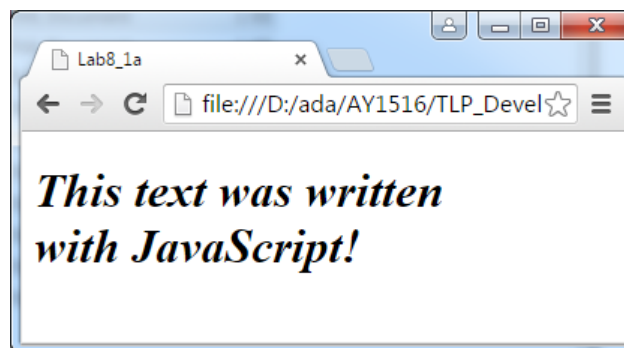 Lab8_1a
file:///D:/ada/AY1516/TLP_Devel
This text was written
with JavaScript!